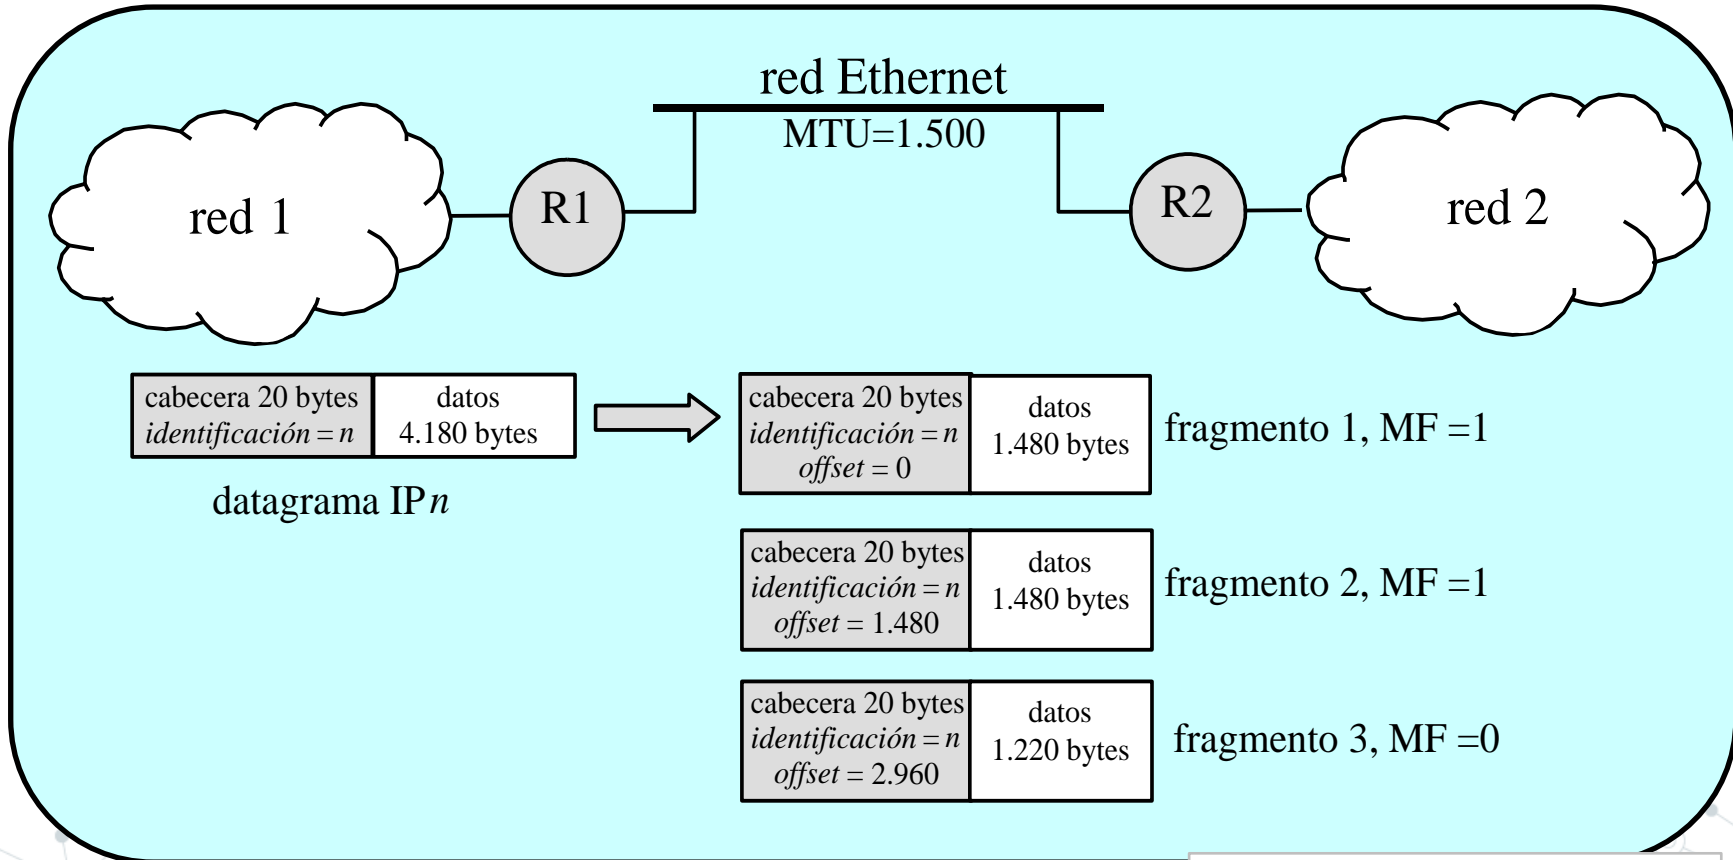 red Ethernet
MTU=1.500
red 1
R1
R2
red 2
cabecera 20 bytes
identificación = n
datos
4.180 bytes
datagrama IP n
cabecera 20 bytes
identificación = n
offset = 0
datos
1.480 bytes
fragmento 1, MF =1
cabecera 20 bytes
identificación = n
offset = 1.480
datos
1.480 bytes
fragmento 2, MF =1
cabecera 20 bytes
identificación = n
offset = 2.960
datos
1.220 bytes
fragmento 3, MF =0